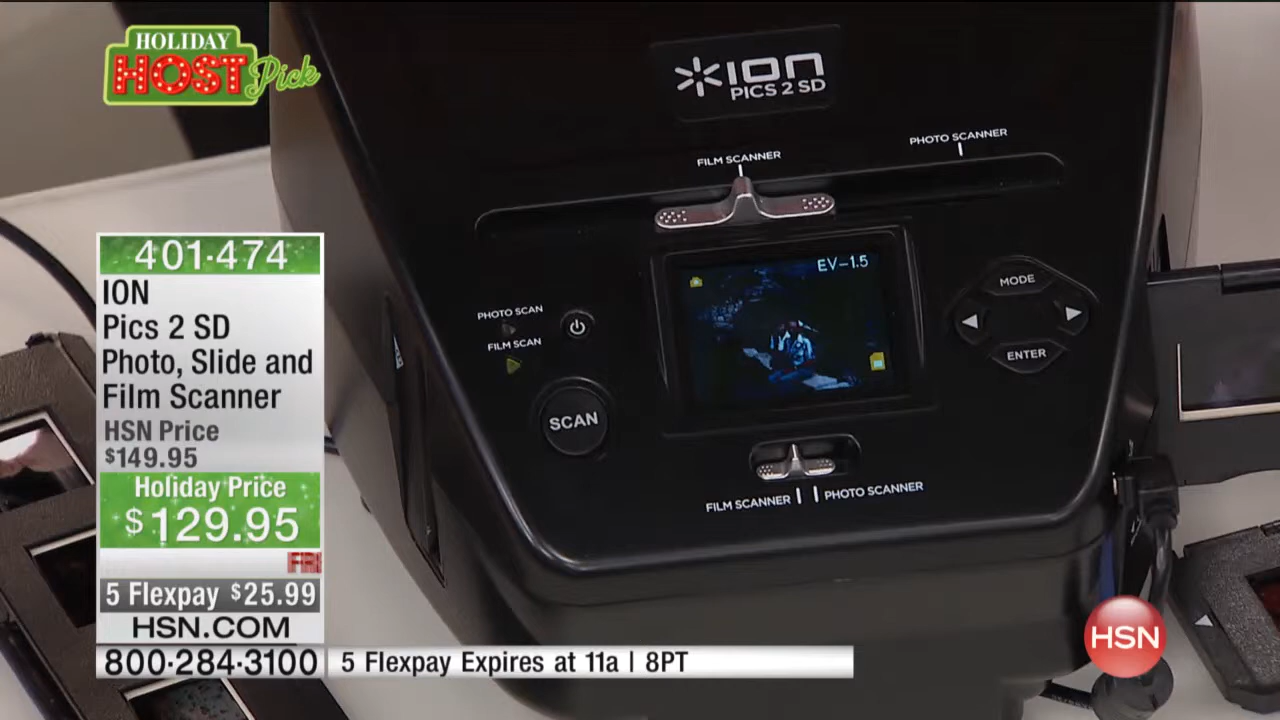 HOLIDAY
HOST Pick
401·474
ION
Pics 2 SD
Photo, Slide and
Film Scanner
HSN Price
$149.95
Holiday Price
$129.95
5 Flexpay $25.99
HSN.COM
800·284·3100
5 Flexpay Expires at 11a | 8PT
ION
PICS 2 SD
FILM SCANNER
PHOTO SCANNER
EV-1.5
PHOTO SCAN
FILM SCAN
SCAN
MODE
ENTER
FILM SCANNER
PHOTO SCANNER
HSN